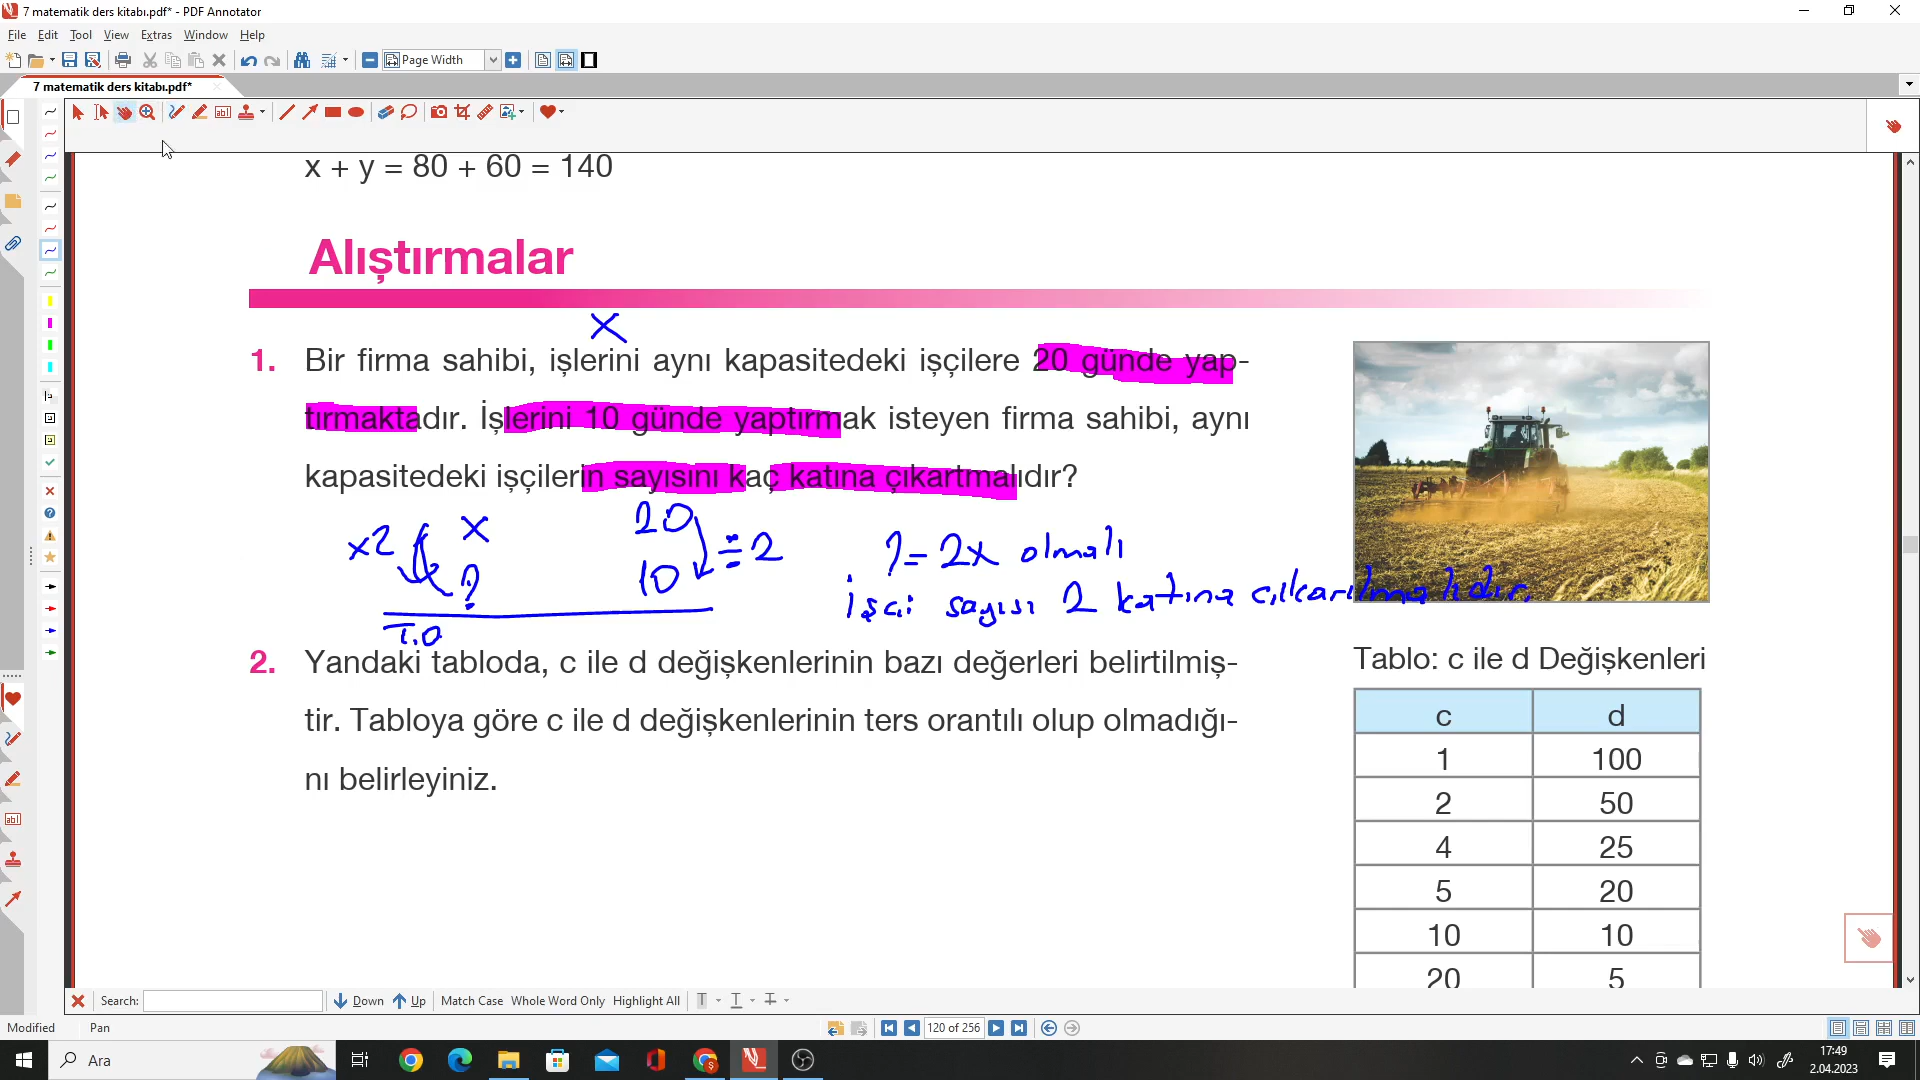 7 matematik ders kitabı.pdf* - PDF Annotator
File Edit Tool View Extras Window Help
Page Width
7 matematik ders kitabı.pdf*
x + y = 80 + 60 = 140
Alıştırmalar
x
1. Bir firma sahibi, işlerini aynı kapasitedeki işçilere 20 günde yap-
tırmaktadır. İşlerini 10 günde yaptırmak isteyen firma sahibi, aynı
kapasitedeki işçilerin sayısını kaç katına çıkartmalıdır?
x2 x 20 ÷2 ?=2x olmalı
? 10 işçi sayısı 2 katına çıkarılmalıdır.
T.O
2. Yandaki tabloda, c ile d değişkenlerinin bazı değerleri belirtilmiş-
tir. Tabloya göre c ile d değişkenlerinin ters orantılı olup olmadığı-
nı belirleyiniz.
Tablo: c ile d Değişkenleri
c d
1 100
2 50
4 25
5 20
10 10
20 5
Search: Down Up Match Case Whole Word Only Highlight All
Modified Pan 120 of 256
Ara
17:49
2.04.2023